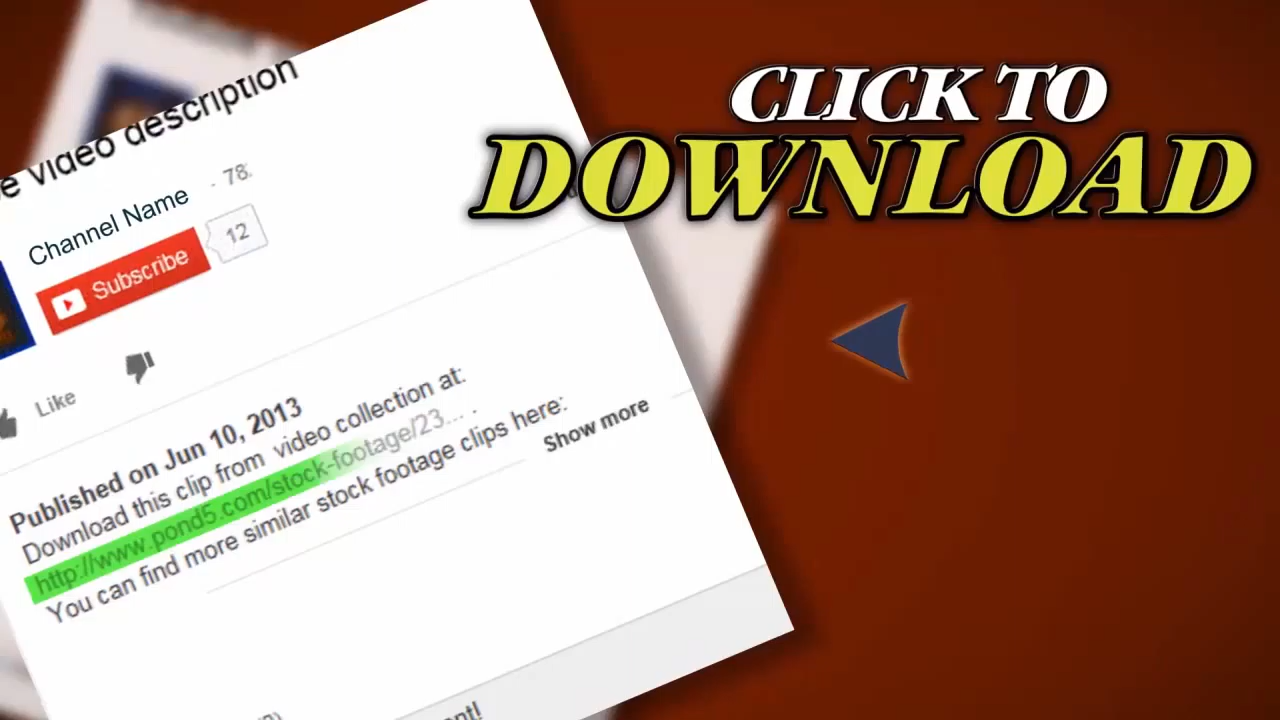 CLICK TO
DOWNLOAD
video description
Channel Name
78
Subscribe
12
Like
Published on Jun 10, 2013
Download this clip from video collection at:
http://www.pond5.com/stock-footage/23...
You can find more similar stock footage clips here:
Show more